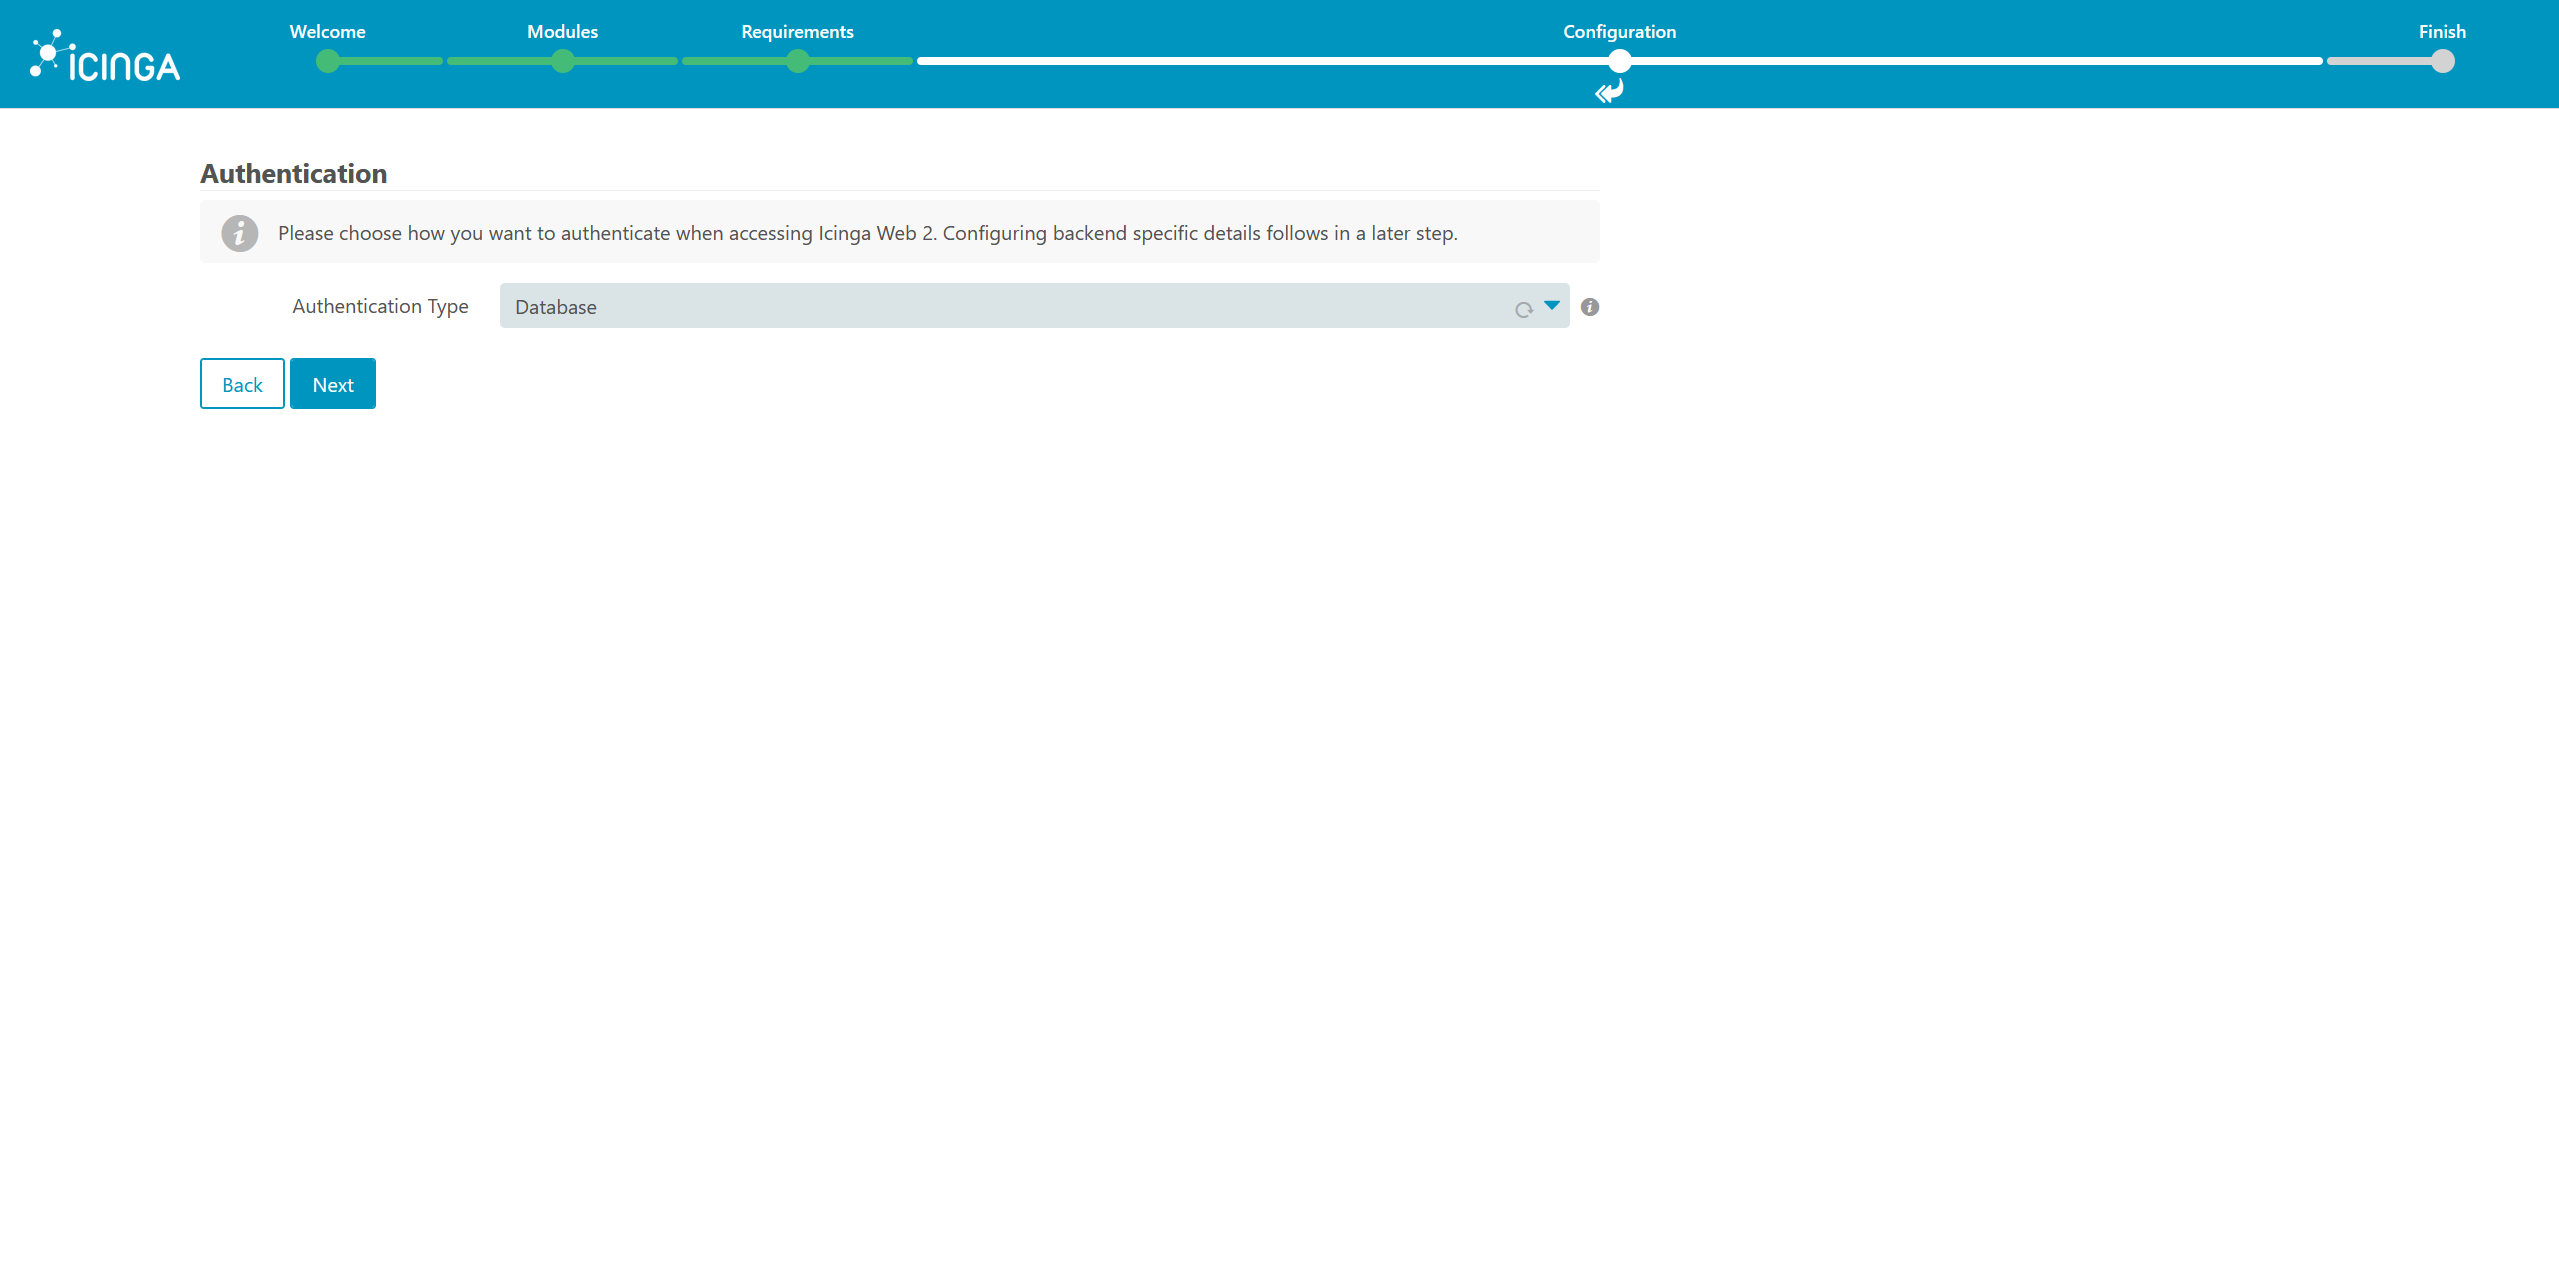 ICINGA
Welcome
Modules
Requirements
Configuration
Finish
Authentication
Please choose how you want to authenticate when accessing Icinga Web 2. Configuring backend specific details follows in a later step.
Authentication Type
Database
Back
Next